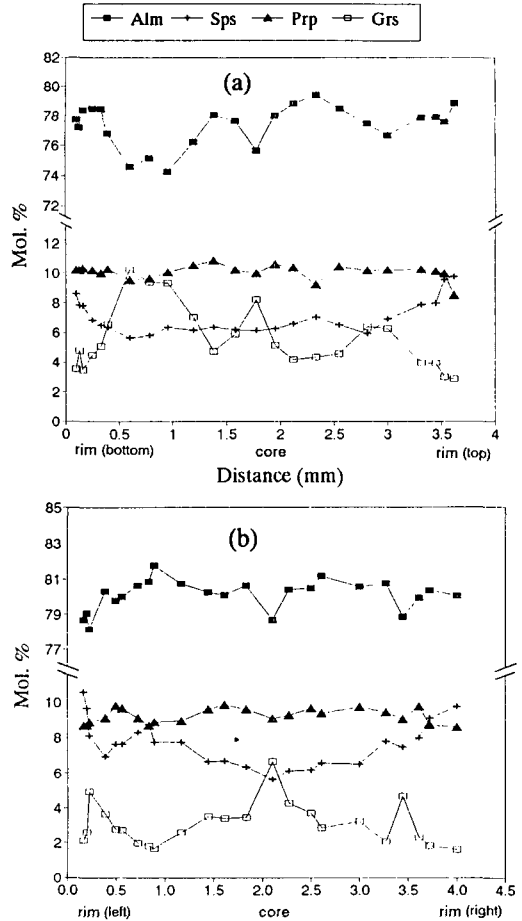 Alm Sps Prp Grs
(a)
82
80
78
76
74
72
12
10
8
6
4
2
0
Mol. %
0 0.5 1 1.5 2 2.5 3 3.5 4
rim (bottom) core rim (top)
Distance (mm)
(b)
85
81
79
77
10
8
6
4
2
0
Mol. %
0.0 0.5 1.0 1.5 2.0 2.5 3.0 3.5 4.0 4.5
rim (left) core rim (right)